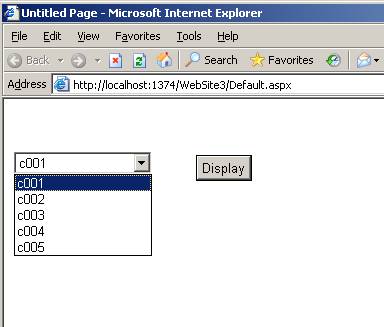 Untitled Page - Microsoft Internet Explorer
File Edit View Favorites Tools Help
Back Search Favorites
Address http://localhost:1374/WebSite3/Default.aspx
c001 Display
c001
c002
c003
c004
c005